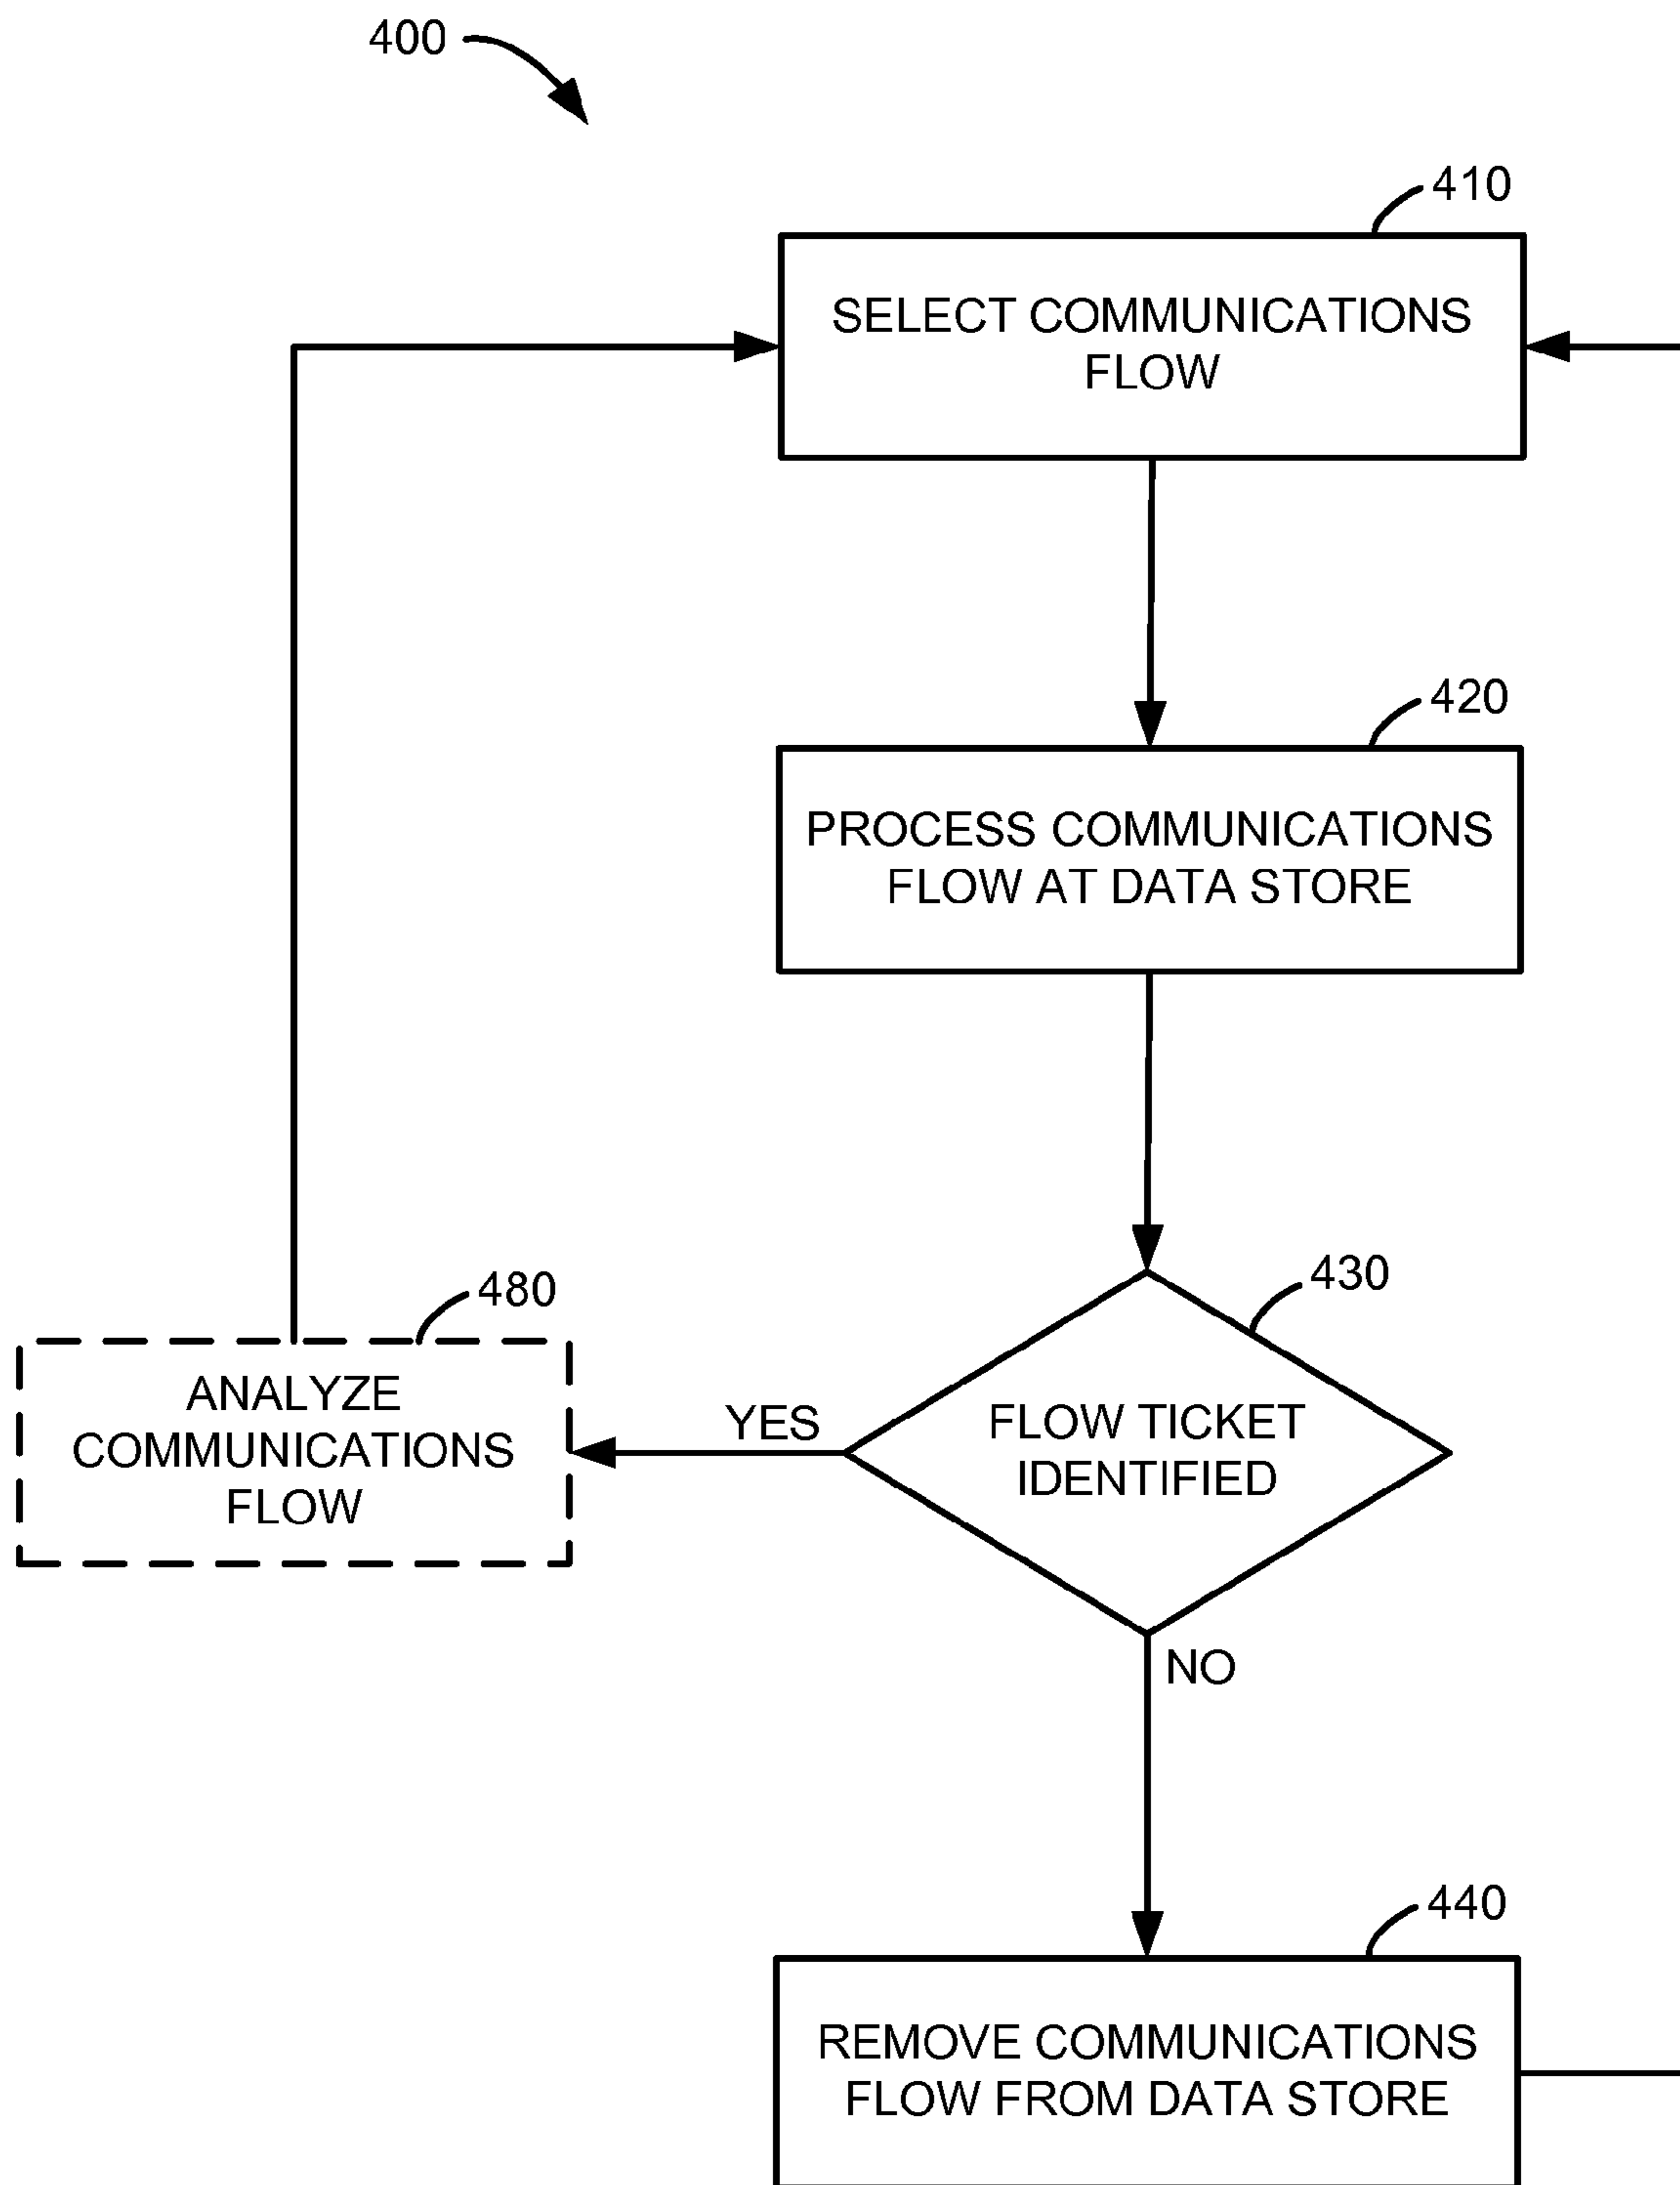 400
410
SELECT COMMUNICATIONS
FLOW
420
PROCESS COMMUNICATIONS
FLOW AT DATA STORE
430
480
ANALYZE
COMMUNICATIONS
FLOW
YES
FLOW TICKET
IDENTIFIED
NO
440
REMOVE COMMUNICATIONS
FLOW FROM DATA STORE